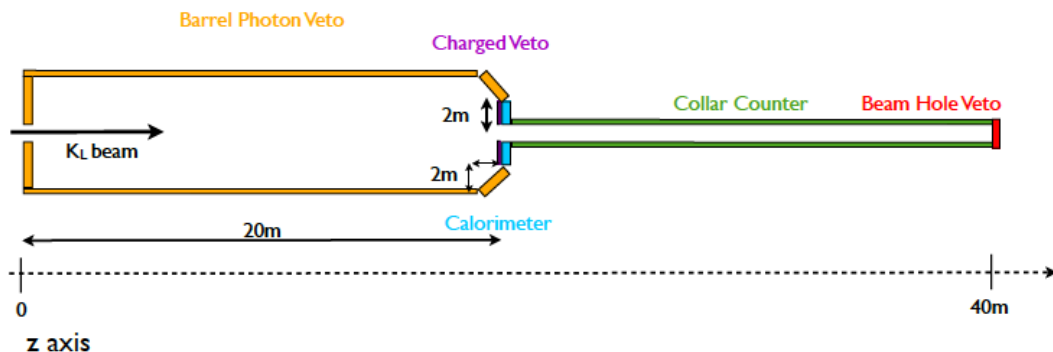 Barrel Photon Veto
Charged Veto
Collar Counter
Beam Hole Veto
2m
KL beam
2m
20m
Calorimeter
0
40m
z axis